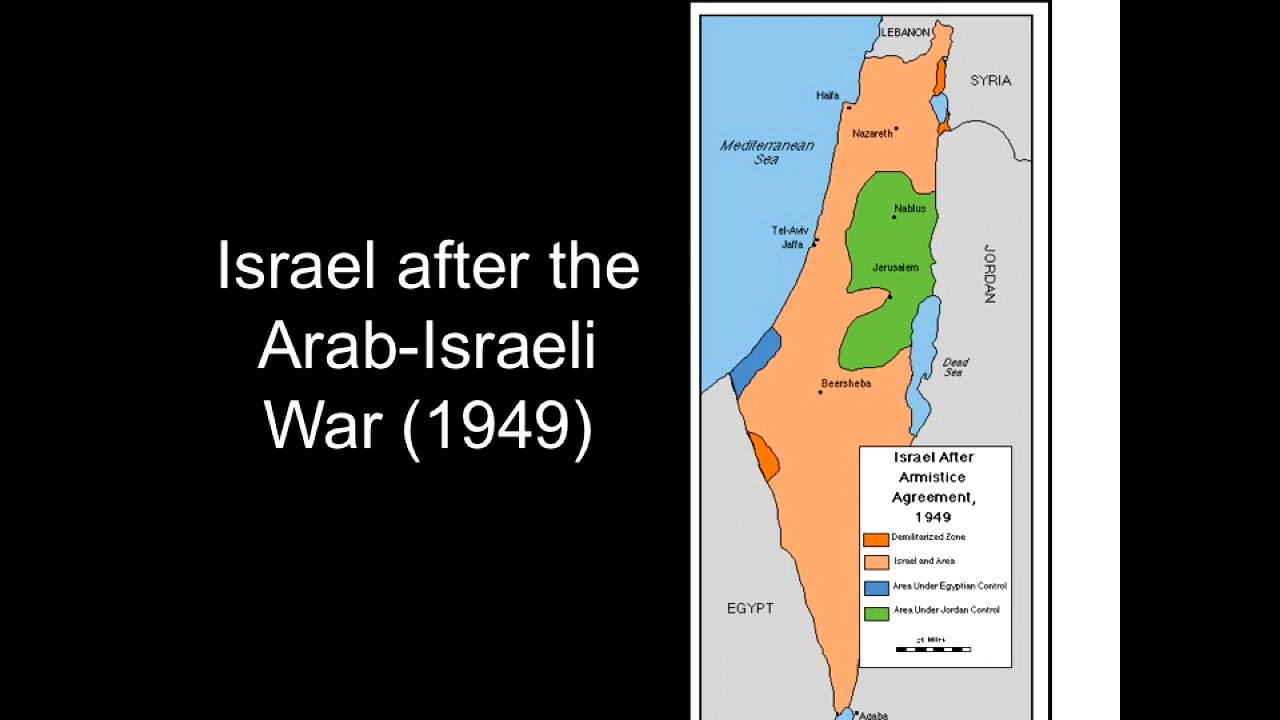 Israel after the
Arab-Israeli
War (1949)
LEBANON
SYRIA
Haifa
Nazareth
Mediterranean
Sea
Nablus
Tel-Aviv
Jaffa
Jerusalem
JORDAN
Dead
Sea
Beersheba
Israel After
Armistice
Agreement,
1949
Demilitarized Zone
Israel and Area
Area Under Egyptian Control
Area Under Jordan Control
EGYPT
Aqaba